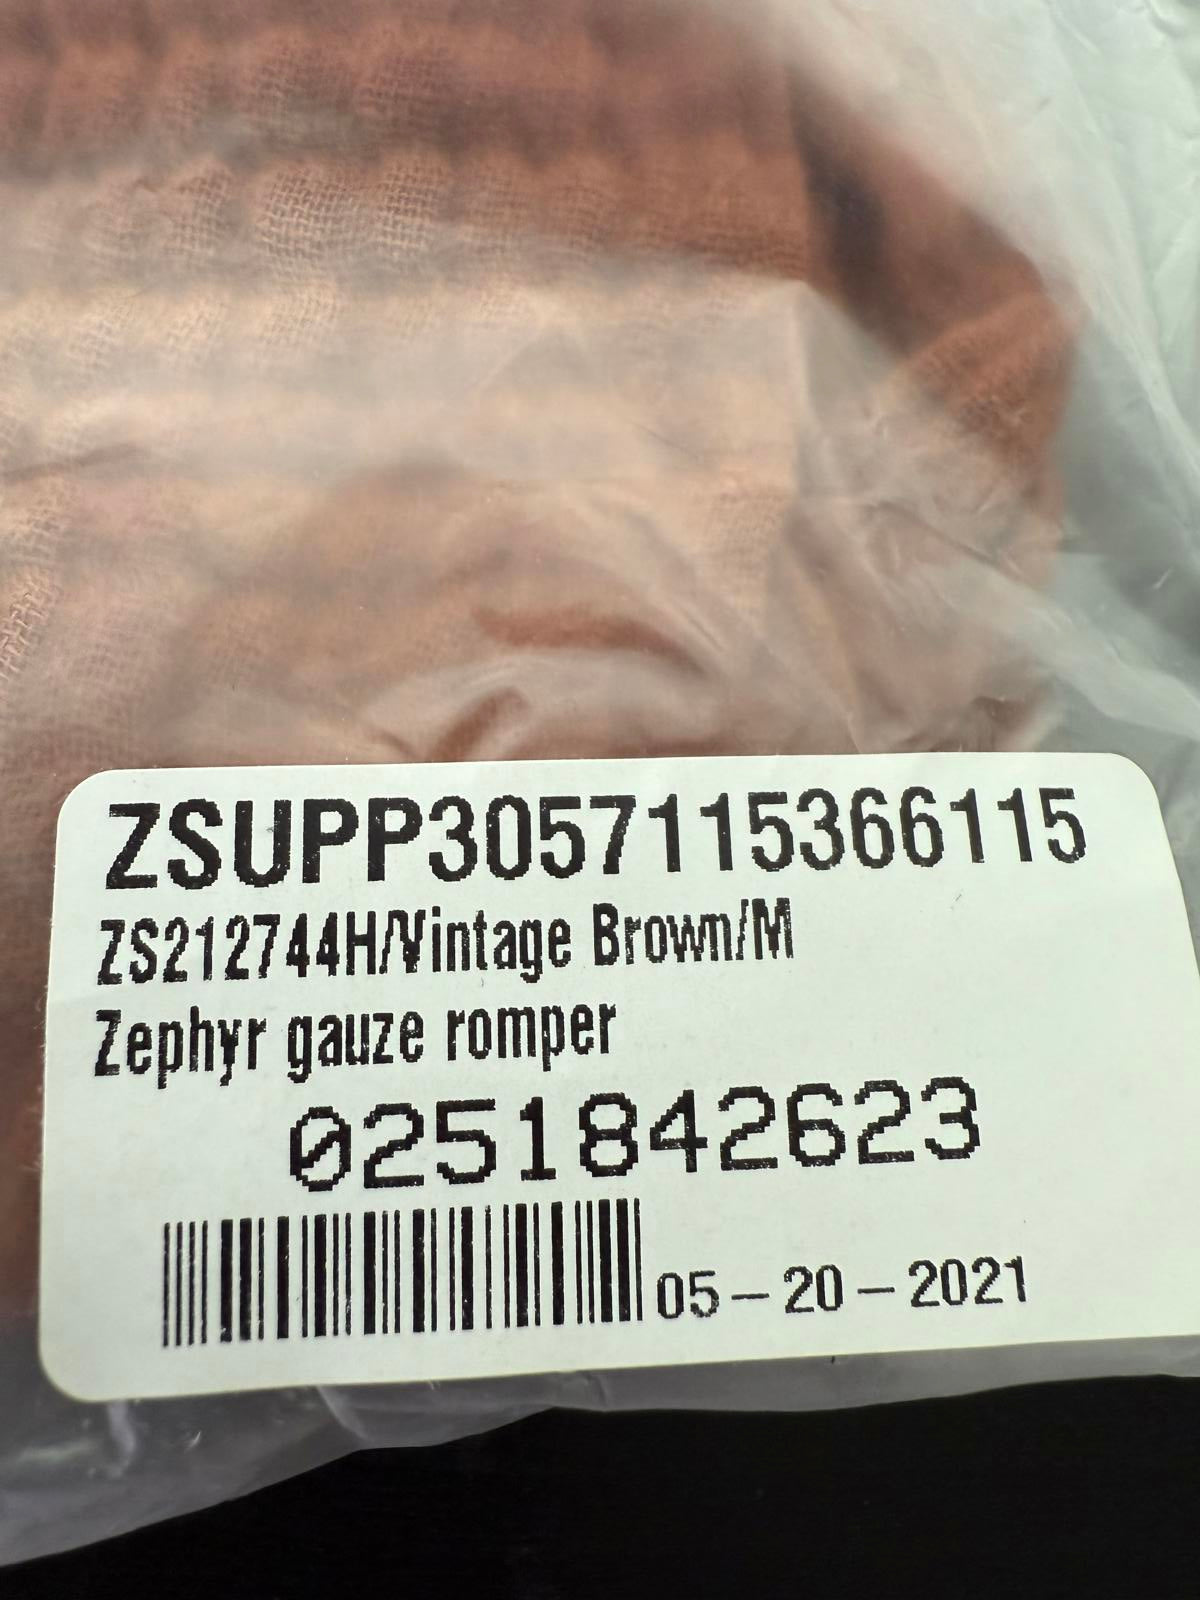 ZSUPP3057115366115
ZS212744H/Vintage Brown/M
Zephyr gauze romper
0251842623
05-20-2021